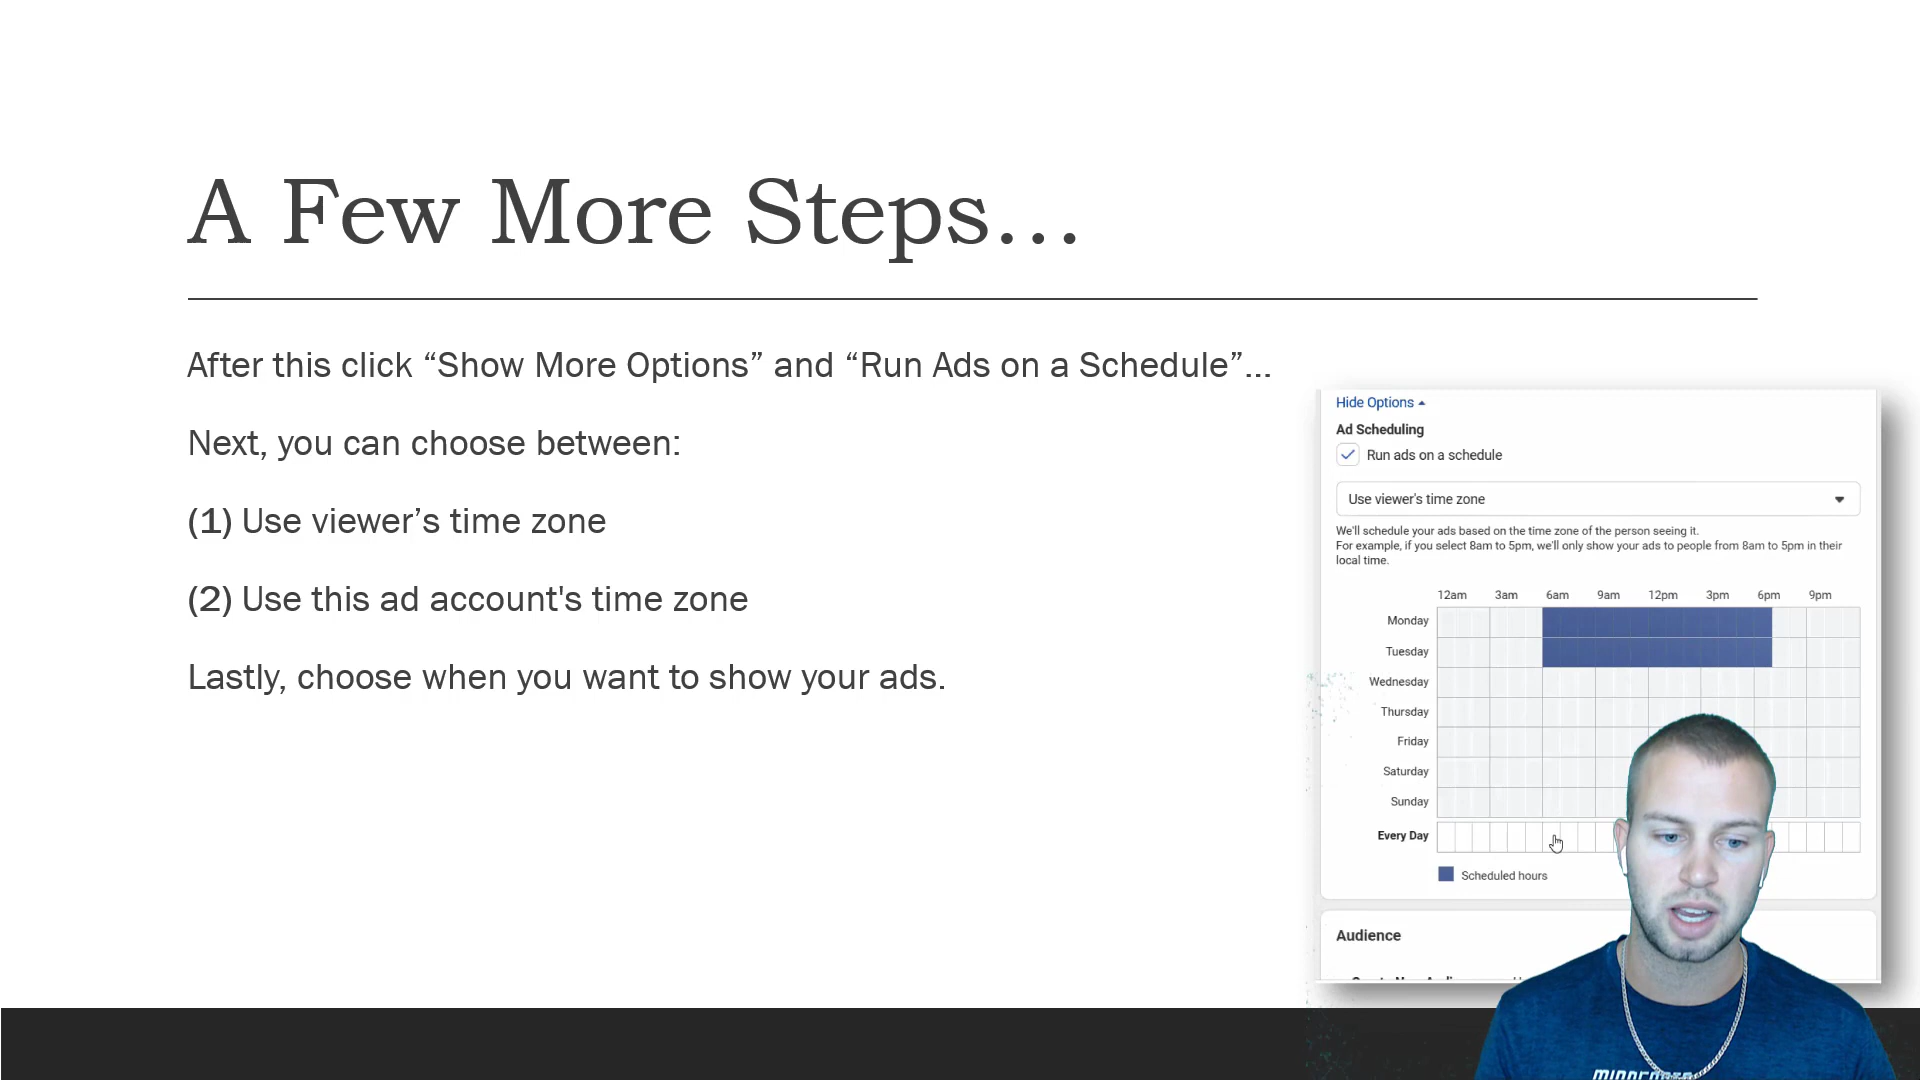 A Few More Steps...
After this click “Show More Options” and “Run Ads on a Schedule”...
Next, you can choose between:
(1) Use viewer’s time zone
(2) Use this ad account's time zone
Lastly, choose when you want to show your ads.
Hide Options
Ad Scheduling
Run ads on a schedule
Use viewer's time zone
We'll schedule your ads based on the time zone of the person seeing it.
For example, if you select 8am to 5pm, we'll only show your ads to people from 8am to 5pm in their
local time.
12am 3am 6am 9am 12pm 3pm 6pm 9pm
Monday
Tuesday
Wednesday
Thursday
Friday
Saturday
Sunday
Every Day
Scheduled hours
Audience